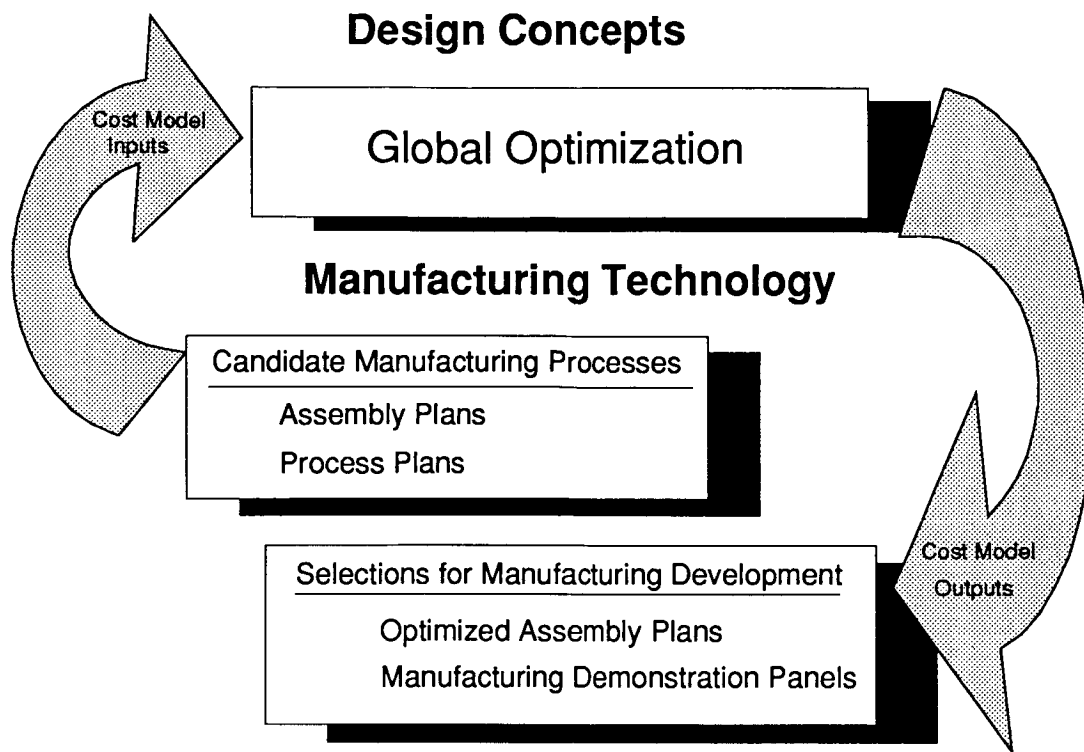 Design Concepts
Cost Model
Inputs
Global Optimization
Manufacturing Technology
Candidate Manufacturing Processes
Assembly Plans
Process Plans
Selections for Manufacturing Development
Optimized Assembly Plans
Manufacturing Demonstration Panels
Cost Model
Outputs